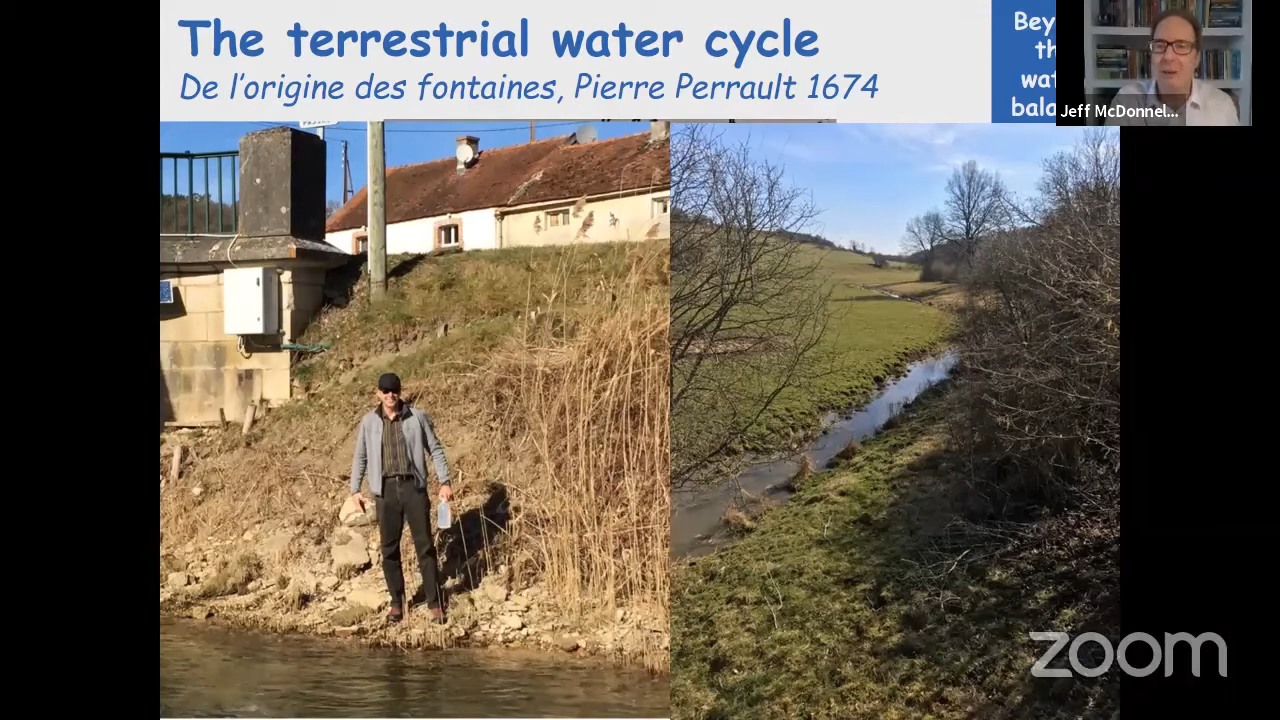 The terrestrial water cycle
De l’origine des fontaines, Pierre Perrault 1674
Jeff McDonnel...
zoom